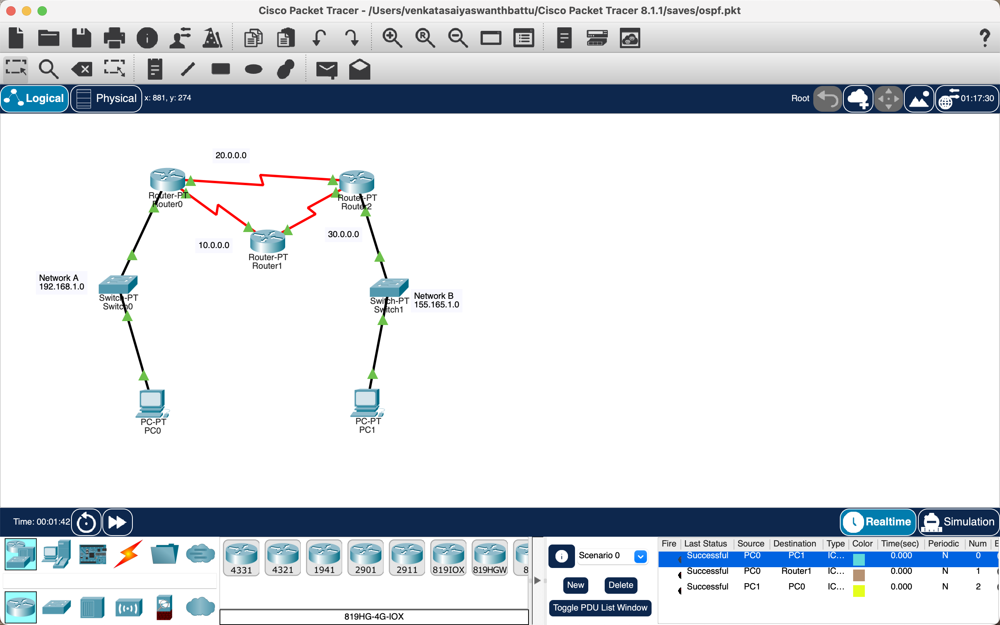 Cisco Packet Tracer - /Users/venkatasaiyaswanthbattu/Cisco Packet Tracer 8.1.1/saves/ospf.pkt
?
Logical
Physical
x: 881, y: 274
Root
01:17:30
20.0.0.0
Router-PT
Router0
Router-PT
Router2
10.0.0.0
30.0.0.0
Router-PT
Router1
Network A
192.168.1.0
Switch-PT
Switch0
Switch-PT
Switch1
Network B
155.165.1.0
PC-PT
PC0
PC-PT
PC1
Time: 00:01:42
Realtime
Simulation
4331
4321
1941
2901
2911
819IOX
819HGW
8
819HG-4G-IOX
Scenario 0
New
Delete
Toggle PDU List Window
Fire Last Status Source Destination Type Color Time(sec) Periodic Num E
Successful PC0 PC1 IC... 0.000 N 0 (
Successful PC0 Router1 IC... 0.000 N 1 (
Successful PC1 PC0 IC... 0.000 N 2 (